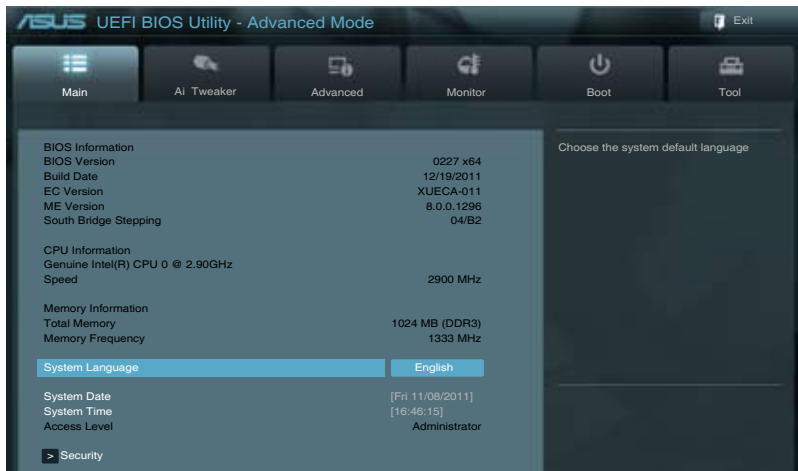 ASUS UEFI BIOS Utility - Advanced Mode
Exit
Main
Ai Tweaker
Advanced
Monitor
Boot
Tool
BIOS Information
BIOS Version 0227 x64
Build Date 12/19/2011
EC Version XUECA-011
ME Version 8.0.0.1296
South Bridge Stepping 04/B2
CPU Information
Genuine Intel(R) CPU 0 @ 2.90GHz
Speed 2900 MHz
Memory Information
Total Memory 1024 MB (DDR3)
Memory Frequency 1333 MHz
System Language English
System Date [Fri 11/08/2011]
System Time [16:46:15]
Access Level Administrator
> Security
Choose the system default language